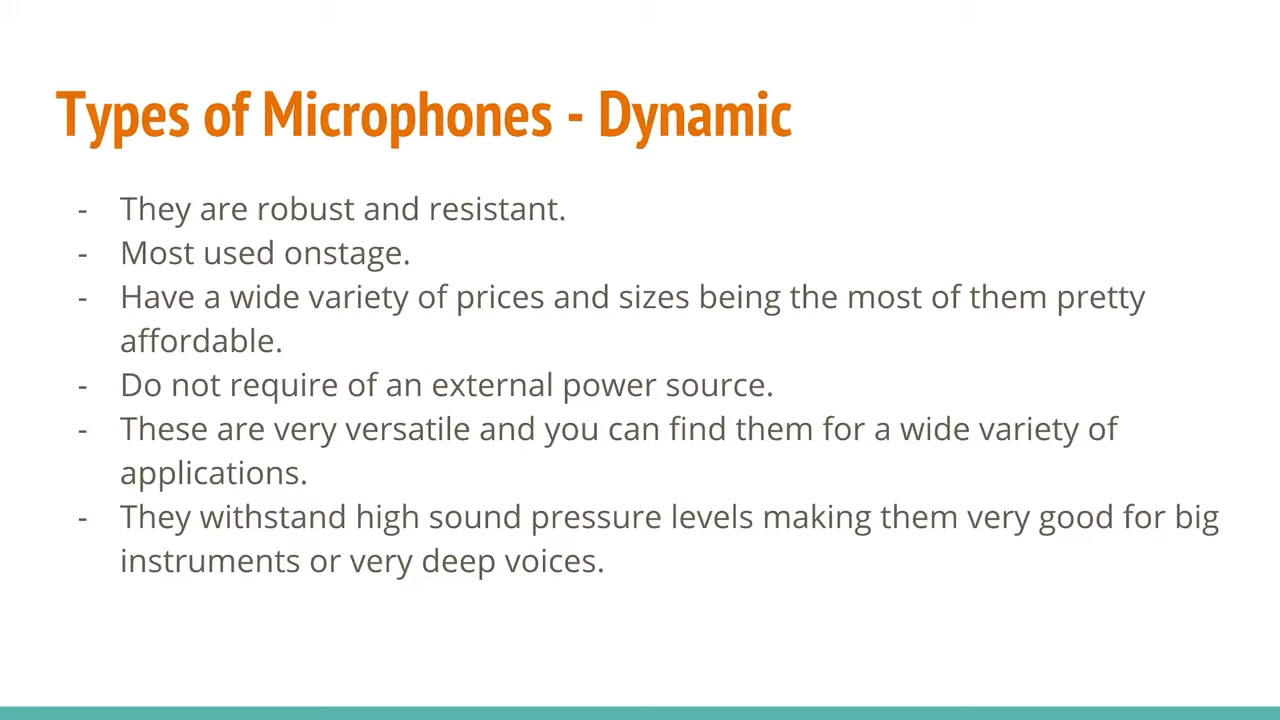 Types of Microphones - Dynamic
- They are robust and resistant.
- Most used onstage.
- Have a wide variety of prices and sizes being the most of them pretty
affordable.
- Do not require of an external power source.
- These are very versatile and you can find them for a wide variety of
applications.
- They withstand high sound pressure levels making them very good for big
instruments or very deep voices.